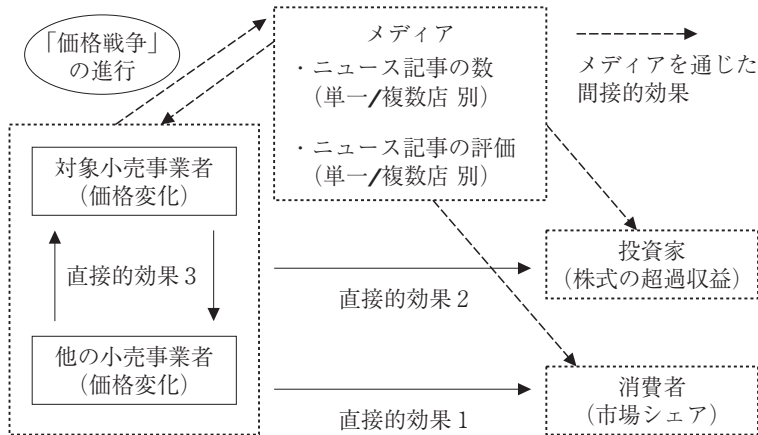 「価格戦争」
の進行
メディア
・ニュース記事の数
（単一/複数店 別）
・ニュース記事の評価
（単一/複数店 別）
メディアを通じた
間接的効果
対象小売事業者
（価格変化）
直接的効果３
他の小売事業者
（価格変化）
直接的効果２
投資家
（株式の超過収益）
直接的効果１
消費者
（市場シェア）